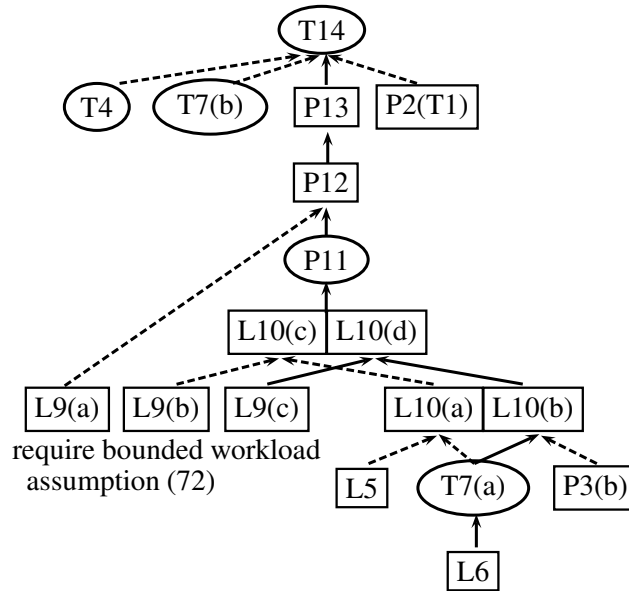 T14
T4
T7(b)
P13
P2(T1)
P12
P11
L10(c)
L10(d)
L9(a)
L9(b)
L9(c)
L10(a)
L10(b)
require bounded workload
assumption (72)
L5
T7(a)
P3(b)
L6